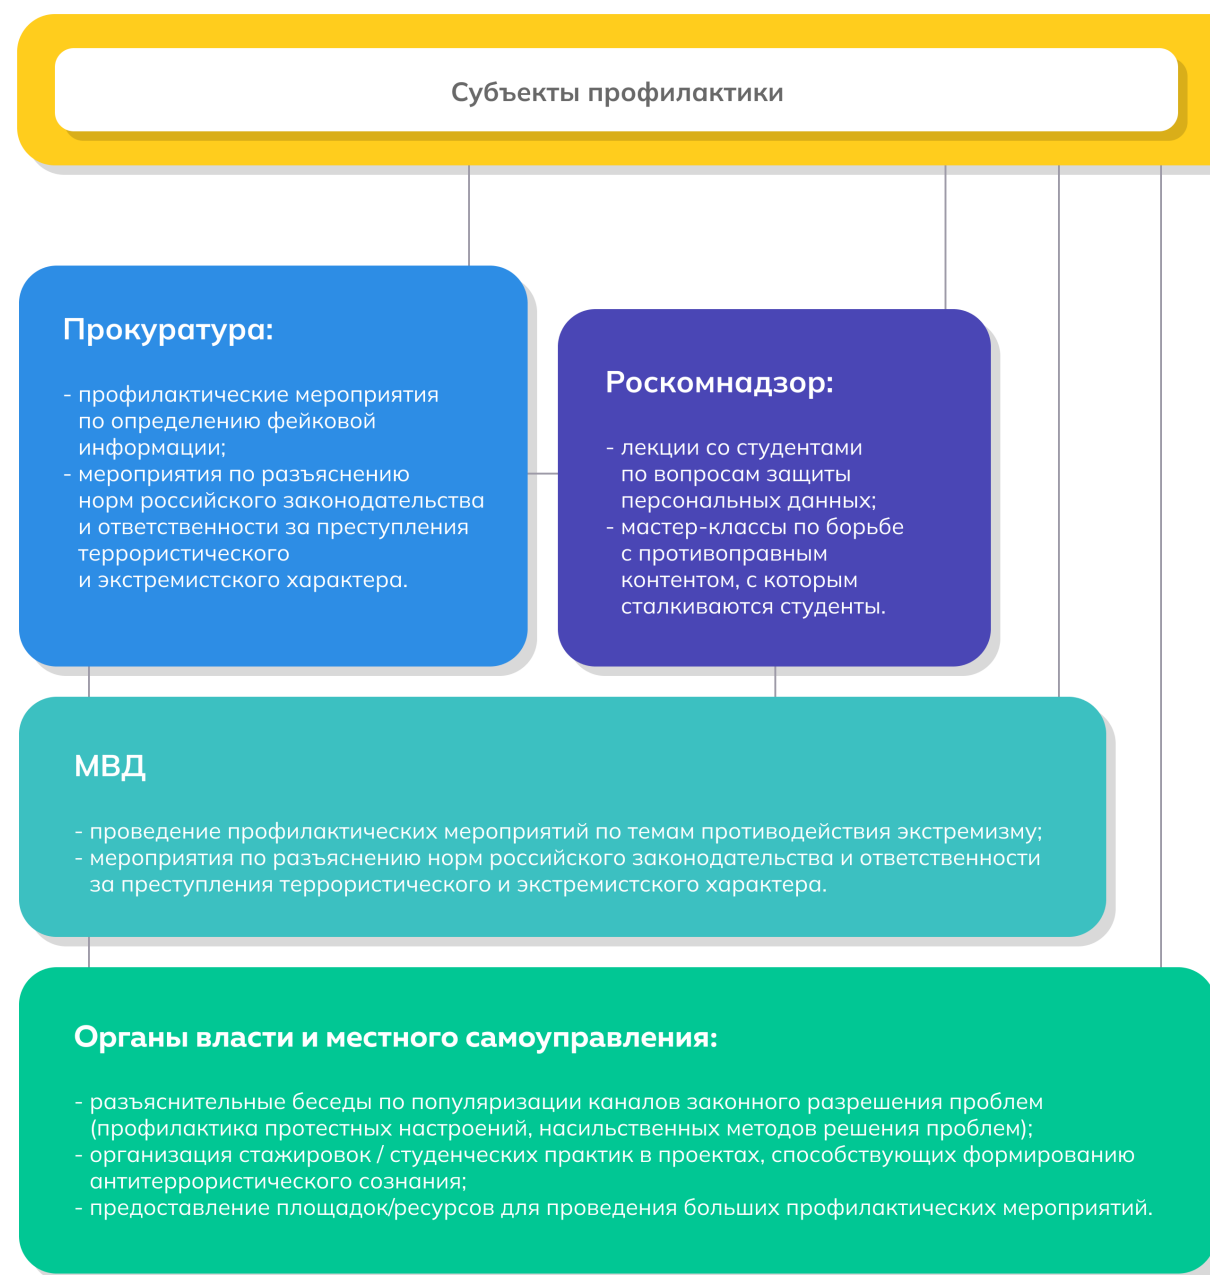 Субъекты профилактики
Прокуратура:
- профилактические мероприятия
по определению фейковой
информации;
- мероприятия по разъяснению
норм российского законодательства
и ответственности за преступления
террористического
и экстремистского характера.
Роскомнадзор:
- лекции со студентами
по вопросам защиты
персональных данных;
- мастер-классы по борьбе
с противоправным
контентом, с которым
сталкиваются студенты.
МВД
- проведение профилактических мероприятий по темам противодействия экстремизму;
- мероприятия по разъяснению норм российского законодательства и ответственности
за преступления террористического и экстремистского характера.
Органы власти и местного самоуправления:
- разъяснительные беседы по популяризации каналов законного разрешения проблем
(профилактика протестных настроений, насильственных методов решения проблем);
- организация стажировок / студенческих практик в проектах, способствующих формированию
антитеррористического сознания;
- предоставление площадок/ресурсов для проведения больших профилактических мероприятий.